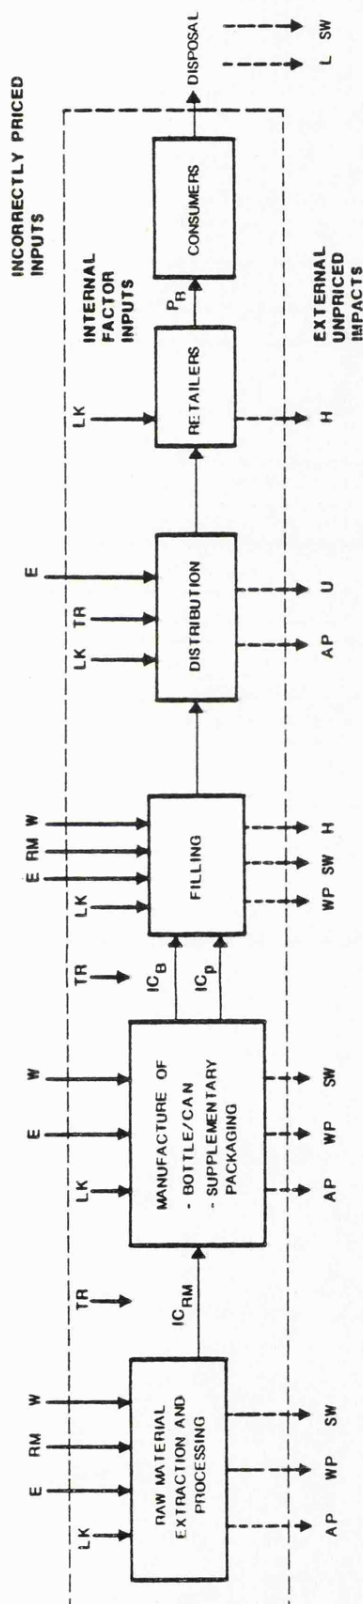 INCORRECTLY PRICED
INPUTS
INTERNAL
FACTOR
INPUTS
LK
E
RM
W
TR
LK
E
W
TR
LK
E
RM
W
LK
TR
E
LK
RAW MATERIAL
EXTRACTION AND
PROCESSING
IC_RM
MANUFACTURE OF
- BOTTLE/CAN
- SUPPLEMENTARY
PACKAGING
IC_B
IC_P
FILLING
DISTRIBUTION
RETAILERS
P_R
CONSUMERS
DISPOSAL
AP
WP
SW
AP
WP
SW
WP
SW
H
AP
U
H
L
SW
EXTERNAL
UNPRICED
IMPACTS